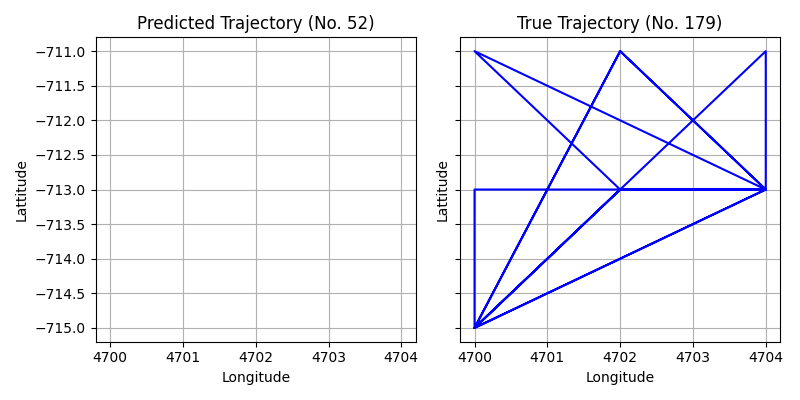 Predicted Trajectory (No. 52)
True Trajectory (No. 179)
−711.0
−711.5
−712.0
−712.5
−713.0
−713.5
−714.0
−714.5
−715.0
Lattitude
Lattitude
4700 4701 4702 4703 4704
4700 4701 4702 4703 4704
Longitude
Longitude